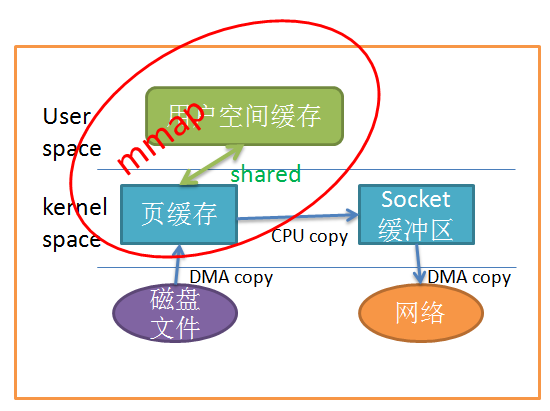 User
space
用户空间缓存
mmap
shared
kernel
space
页缓存
CPU copy
Socket
缓冲区
DMA copy
DMA copy
磁盘
文件
网络